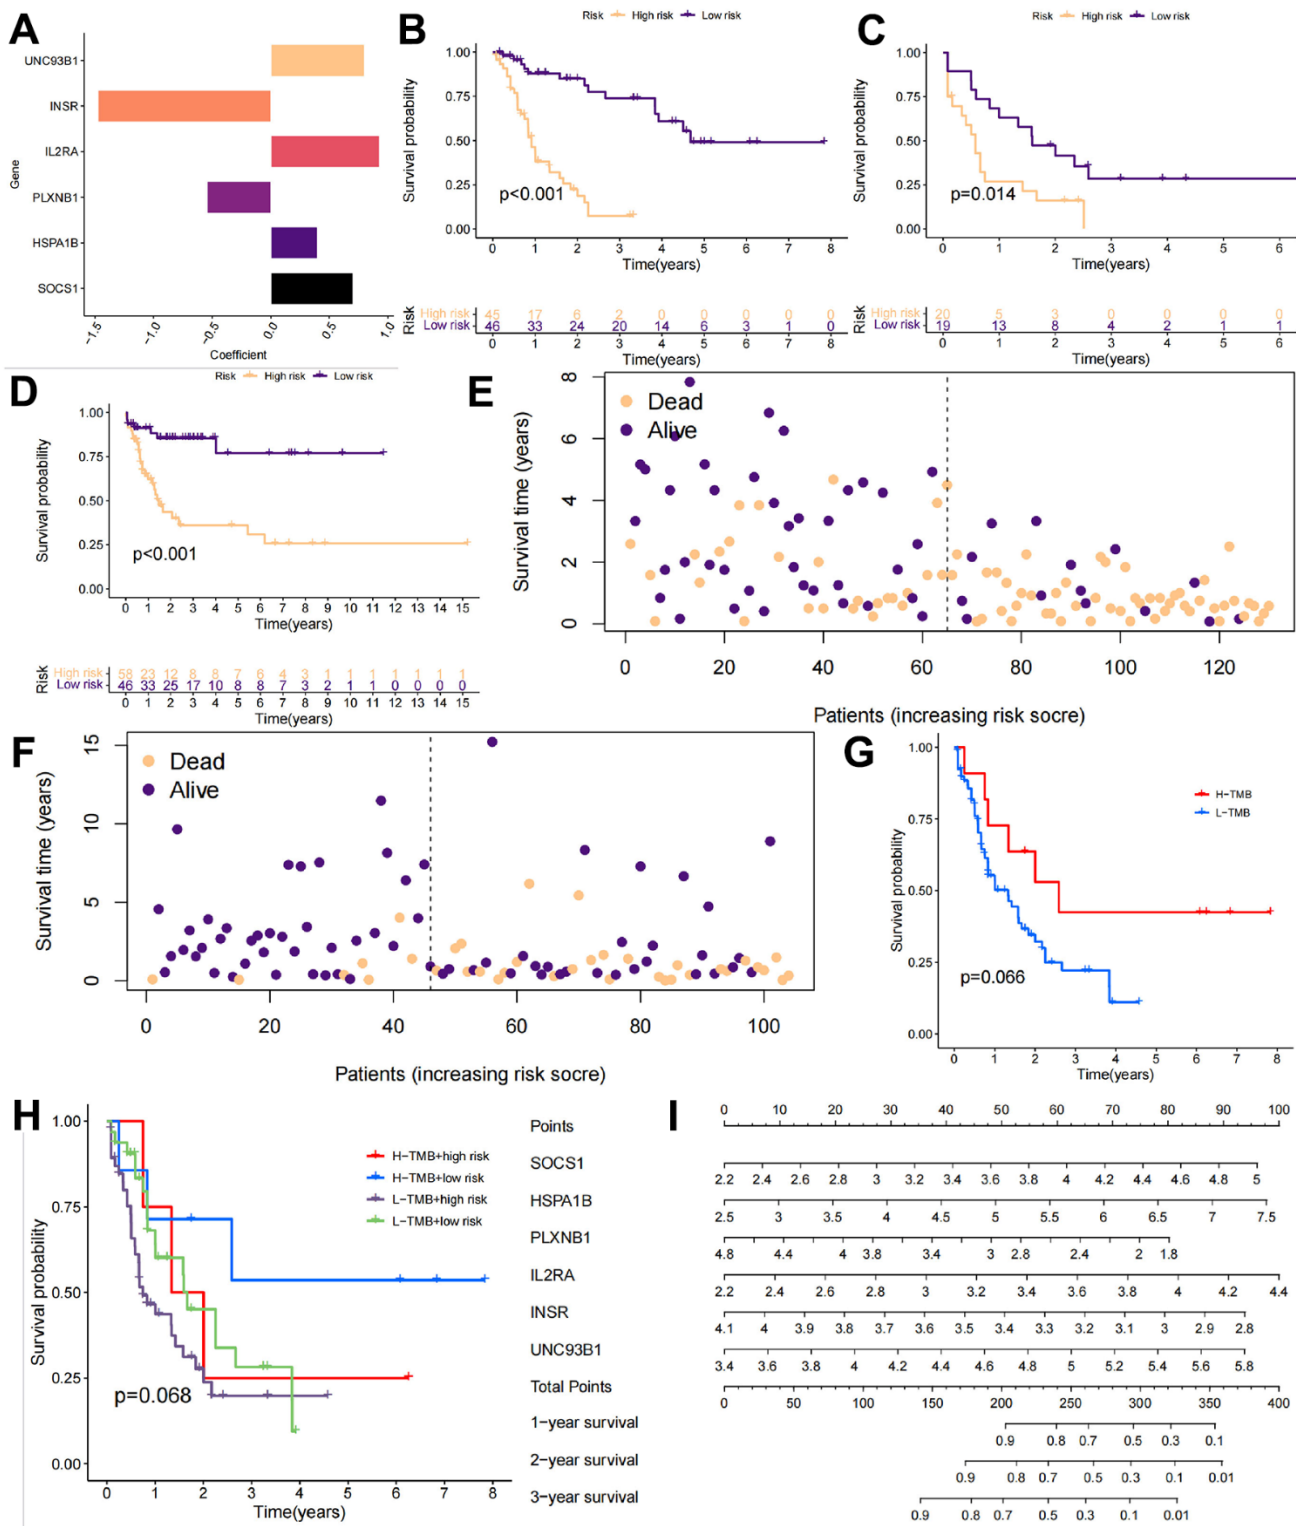 A
UNC93B1
INSR
IL2RA
PLXNB1
HSPA1B
SOCS1
Gene
−1.5
−1.0
−0.5
0.0
0.5
1.0
Coefficient
B
Risk High risk Low risk
Survival probability
1.00
0.75
0.50
0.25
0.00
p<0.001
0 1 2 3 4 5 6 7 8
Time(years)
Risk
High risk 45 17 6 2 0 0 0 0 0
Low risk 46 33 24 20 14 6 3 1 0
0 1 2 3 4 5 6 7 8
Time(years)
C
Risk High risk Low risk
Survival probability
1.00
0.75
0.50
0.25
0.00
p=0.014
0 1 2 3 4 5 6
Time(years)
Risk
High risk 20 5 3 0 0 0 0
Low risk 19 13 8 4 2 1 1
0 1 2 3 4 5 6
Time(years)
D
Risk High risk Low risk
Survival probability
1.00
0.75
0.50
0.25
0.00
p<0.001
0 1 2 3 4 5 6 7 8 9 10 11 12 13 14 15
Time(years)
Risk
High risk 58 23 12 8 8 7 6 4 3 1 1 1 1 1 1 1
Low risk 46 33 25 17 10 8 8 7 3 2 1 1 0 0 0 0
0 1 2 3 4 5 6 7 8 9 10 11 12 13 14 15
Time(years)
E
Survival time (years)
8
6
4
2
0
Dead
Alive
0 20 40 60 80 100 120
Patients (increasing risk socre)
F
Survival time (years)
15
10
5
0
Dead
Alive
0 20 40 60 80 100
Patients (increasing risk socre)
G
Survival probability
1.00
0.75
0.50
0.25
0.00
H−TMB
L−TMB
p=0.066
0 1 2 3 4 5 6 7 8
Time(years)
H
Survival probability
1.00
0.75
0.50
0.25
0.00
H−TMB+high risk
H−TMB+low risk
L−TMB+high risk
L−TMB+low risk
p=0.068
0 1 2 3 4 5 6 7 8
Time(years)
I
0 10 20 30 40 50 60 70 80 90 100
Points
SOCS1
2.2 2.4 2.6 2.8 3 3.2 3.4 3.6 3.8 4 4.2 4.4 4.6 4.8 5
HSPA1B
2.5 3 3.5 4 4.5 5 5.5 6 6.5 7 7.5
PLXNB1
4.8 4.4 4 3.8 3.4 3 2.8 2.4 2 1.8
IL2RA
2.2 2.4 2.6 2.8 3 3.2 3.4 3.6 3.8 4 4.2 4.4
INSR
4.1 4 3.9 3.8 3.7 3.6 3.5 3.4 3.3 3.2 3.1 3 2.9 2.8
UNC93B1
3.4 3.6 3.8 4 4.2 4.4 4.6 4.8 5 5.2 5.4 5.6 5.8
Total Points
0 50 100 150 200 250 300 350 400
1−year survival
0.9 0.8 0.7 0.5 0.3 0.1
2−year survival
0.9 0.8 0.7 0.5 0.3 0.1 0.01
3−year survival
0.9 0.8 0.7 0.5 0.3 0.1 0.01